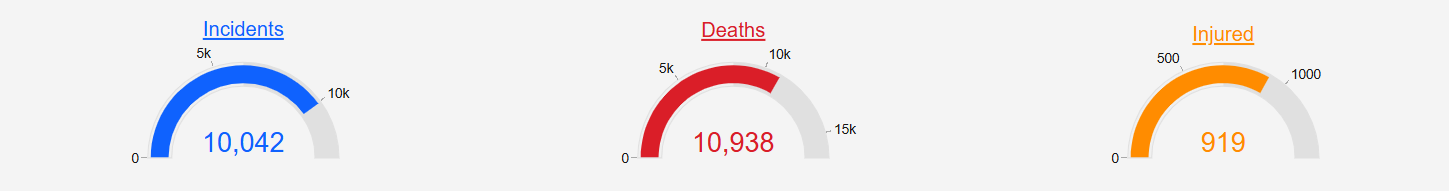 Incidents
5k
10k
0
10,042
Deaths
5k
10k
15k
0
10,938
Injured
500
1000
0
919